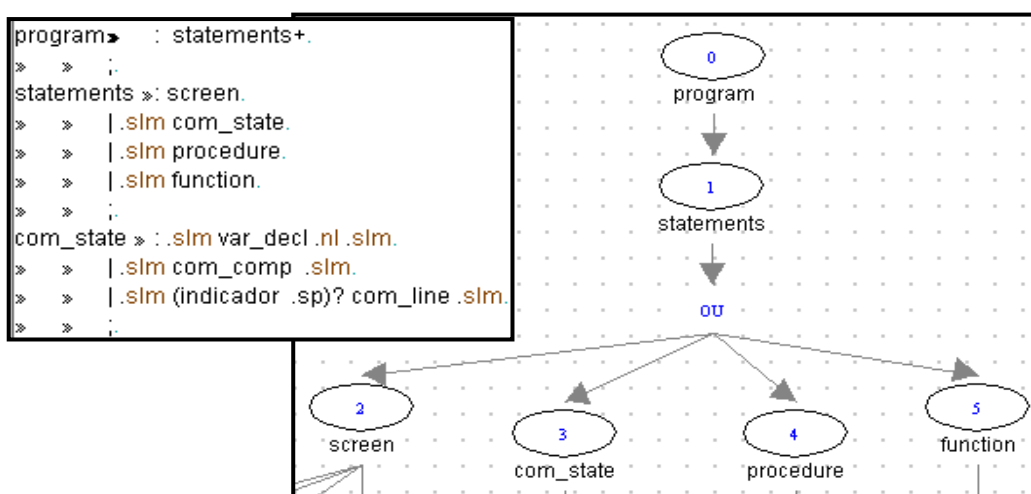 program» : statements+.
» » ;.
statements »: screen.
» » | .slm com_state.
» » | .slm procedure.
» » | .slm function.
» » ;.
com_state » : .slm var_decl .nl .slm.
» » | .slm com_comp .slm.
» » | .slm (indicador .sp)? com_line .slm.
» » ;.
0
program
1
statements
OU
2
screen
3
com_state
4
procedure
5
function